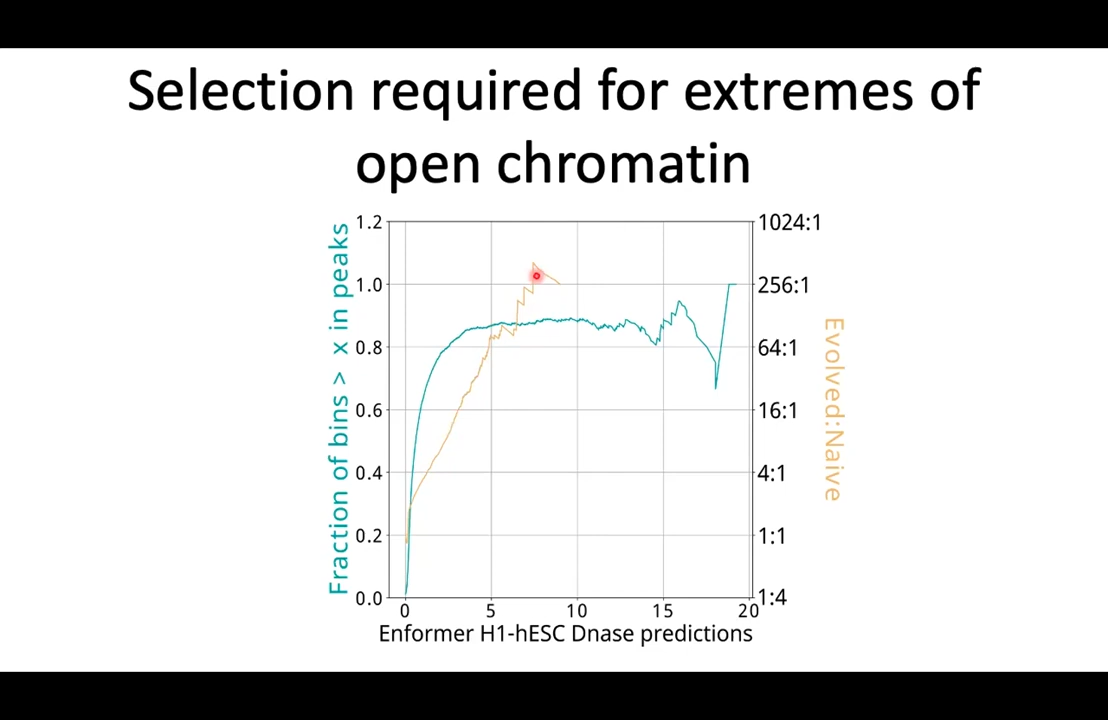 Selection required for extremes of
open chromatin
Fraction of bins > x in peaks
1.2
1.0
0.8
0.6
0.4
0.2
0.0
1024:1
256:1
64:1
16:1
4:1
1:1
1:4
Evolved:Naive
0 5 10 15 20
Enformer H1-hESC Dnase predictions